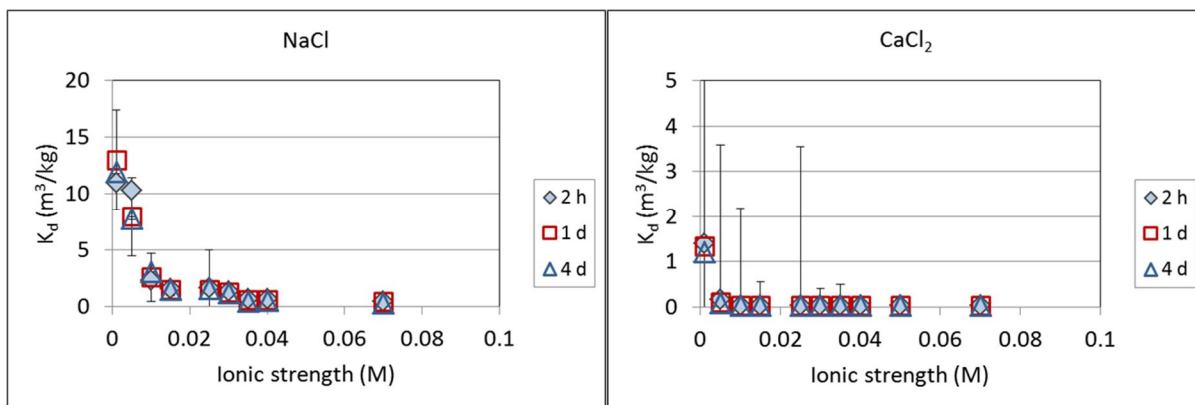 NaCl
20
15
10
5
0
0 0.02 0.04 0.06 0.08 0.1
K_d (m³/kg)
Ionic strength (M)
2 h
1 d
4 d
CaCl₂
5
4
3
2
1
0
0 0.02 0.04 0.06 0.08 0.1
K_d (m³/kg)
Ionic strength (M)
2 h
1 d
4 d